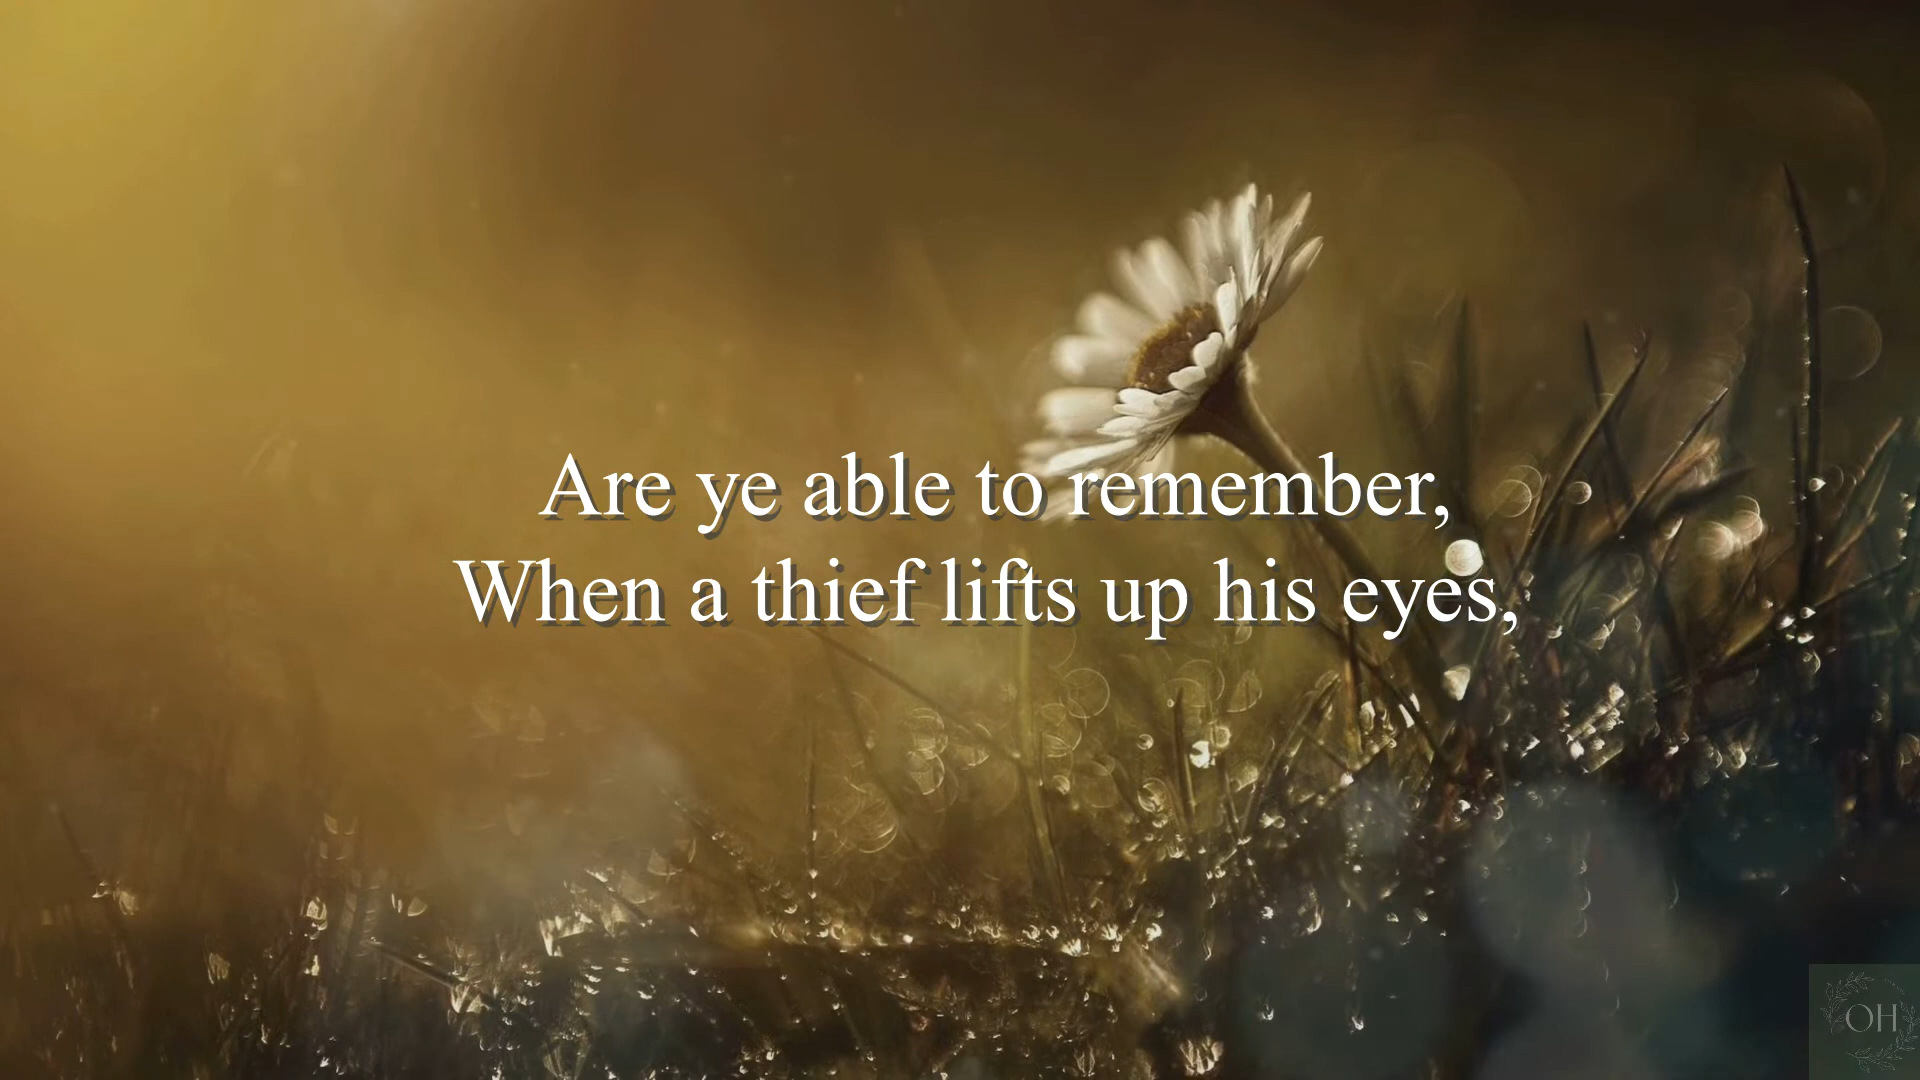 Are ye able to remember,
When a thief lifts up his eyes,
OH